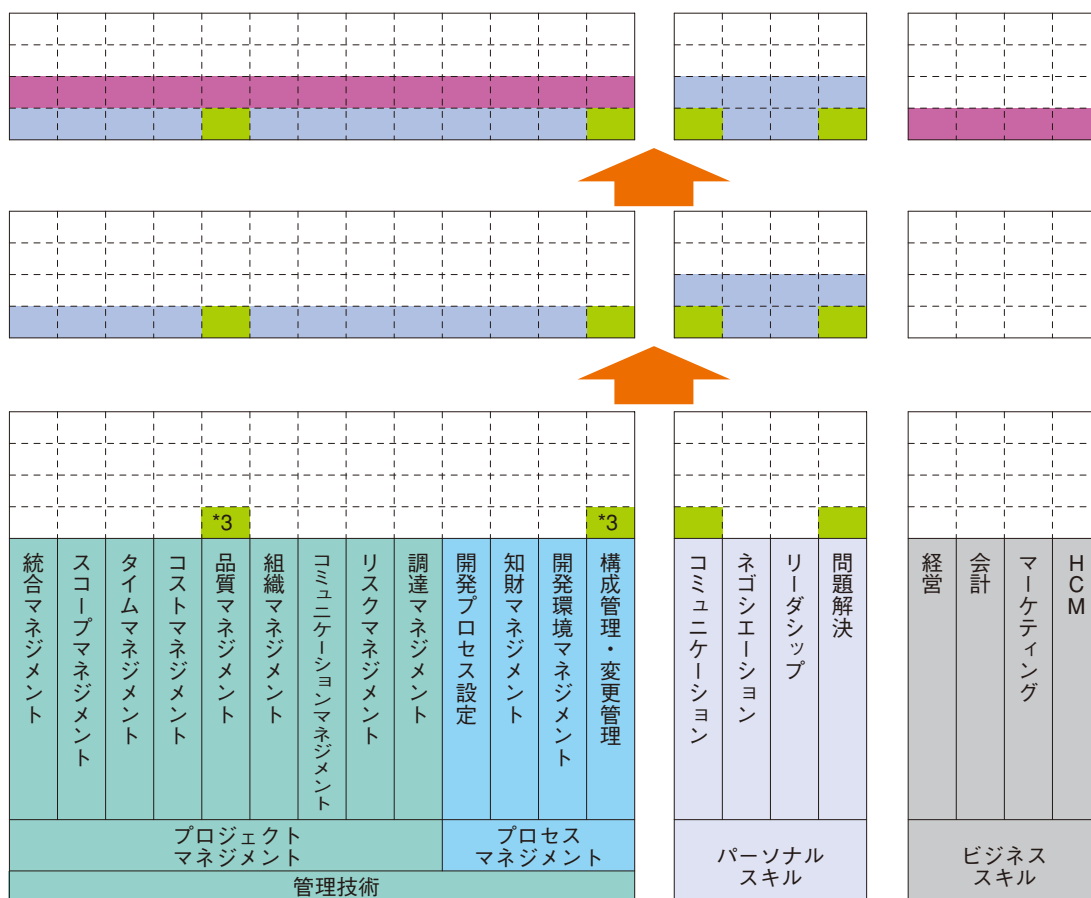 *3
*3
統合マネジメント
スコープマネジメント
タイムマネジメント
コストマネジメント
品質マネジメント
組織マネジメント
コミュニケーションマネジメント
リスクマネジメント
調達マネジメント
開発プロセス設定
知財マネジメント
開発環境マネジメント
構成管理・変更管理
コミュニケーション
ネゴシエーション
リーダシップ
問題解決
経営
会計
マーケティング
HCM
プロジェクト
マネジメント
プロセス
マネジメント
パーソナル
スキル
ビジネス
スキル
管理技術